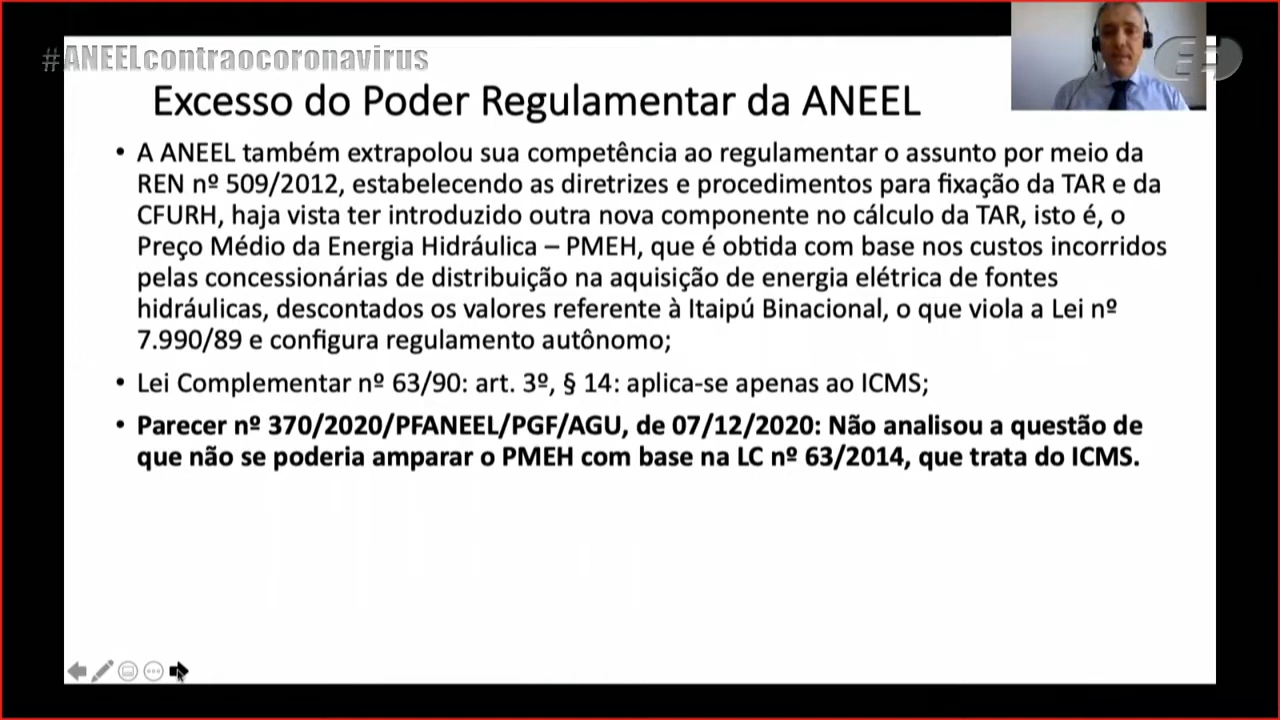 #ANEELcontraocoronavirus
Excesso do Poder Regulamentar da ANEEL
• A ANEEL também extrapolou sua competência ao regulamentar o assunto por meio da
REN nº 509/2012, estabelecendo as diretrizes e procedimentos para fixação da TAR e da
CFURH, haja vista ter introduzido outra nova componente no cálculo da TAR, isto é, o
Preço Médio da Energia Hidráulica – PMEH, que é obtida com base nos custos incorridos
pelas concessionárias de distribuição na aquisição de energia elétrica de fontes
hidráulicas, descontados os valores referente à Itaipú Binacional, o que viola a Lei nº
7.990/89 e configura regulamento autônomo;
• Lei Complementar nº 63/90: art. 3º, § 14: aplica-se apenas ao ICMS;
• Parecer nº 370/2020/PFANEEL/PGF/AGU, de 07/12/2020: Não analisou a questão de
que não se poderia amparar o PMEH com base na LC nº 63/2014, que trata do ICMS.